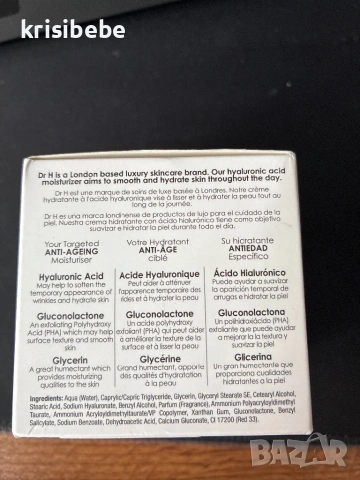 krisibebe
Dr H is a London based luxury skincare brand. Our hyaluronic acid
moisturizer aims to smooth and hydrate skin throughout the day.
Dr H est une marque de soins de luxe basée à Londres. Notre crème
hydratante à l'acide hyaluronique vise à lisser et à hydrater la peau tout au
long de la journée.
Dr H es una marca londinense de productos de lujo para el cuidado de la
piel. Nuestra crema hidratante con ácido hialurónico tiene como objetivo
suavizar e hidratar la piel durante todo el día.
Your Targeted
ANTI-AGEING
Moisturiser
Votre Hydratant
ANTI-ÂGE
ciblé
Su hidratante
ANTIEDAD
Específico
Hyaluronic Acid
May help to soften the
temporary appearance of
wrinkles and hydrate skin
Acide Hyaluronique
Peut aider à atténuer
l'apparence temporaire des
rides et à hydrater la peau
Ácido Hialurónico
Puede ayudar a suavizar
la aparición temporal de
arrugas e hidratar la piel
Gluconolactone
An exfoliating Polyhydroxy
Acid (PHA) which may help
surface texture and smooth
skin
Gluconolactone
Un acide polyhydroxy
exfoliant (PHA) qui peut aider
à améliorer la texture de la
surface et à lisser la peau
Gluconolactona
Un polihidroxiácido (PHA)
exfoliante que puede ayudar
a mejorar la textura y
alisar la piel
Glycerin
A great humectant which
provides moisturizing
qualities to the skin
Glycérine
Grand humectant, apporte
des qualités d'hydratation
à la peau
Glicerina
Un gran humectante que
proporciona cualidades
hidratantes a la piel
Ingredients: Aqua (Water), Caprylic/Capric Triglyceride, Glycerin, Glyceryl Stearate SE, Cetearyl Alcohol,
Stearic Acid, Sodium Hyaluronate, Benzyl Alcohol, Parfum (Fragrance), Ammonium Polyacryloyldimethyl
Taurate, Ammonium Acryloyldimethyltaurate/VP Copolymer, Xanthan Gum, Gluconolactone, Benzyl
Salicylate, Sodium Benzoate, Dehydroacetic Acid, Calcium Gluconate, CI 17200 (Red 33).
BAZAR.BG